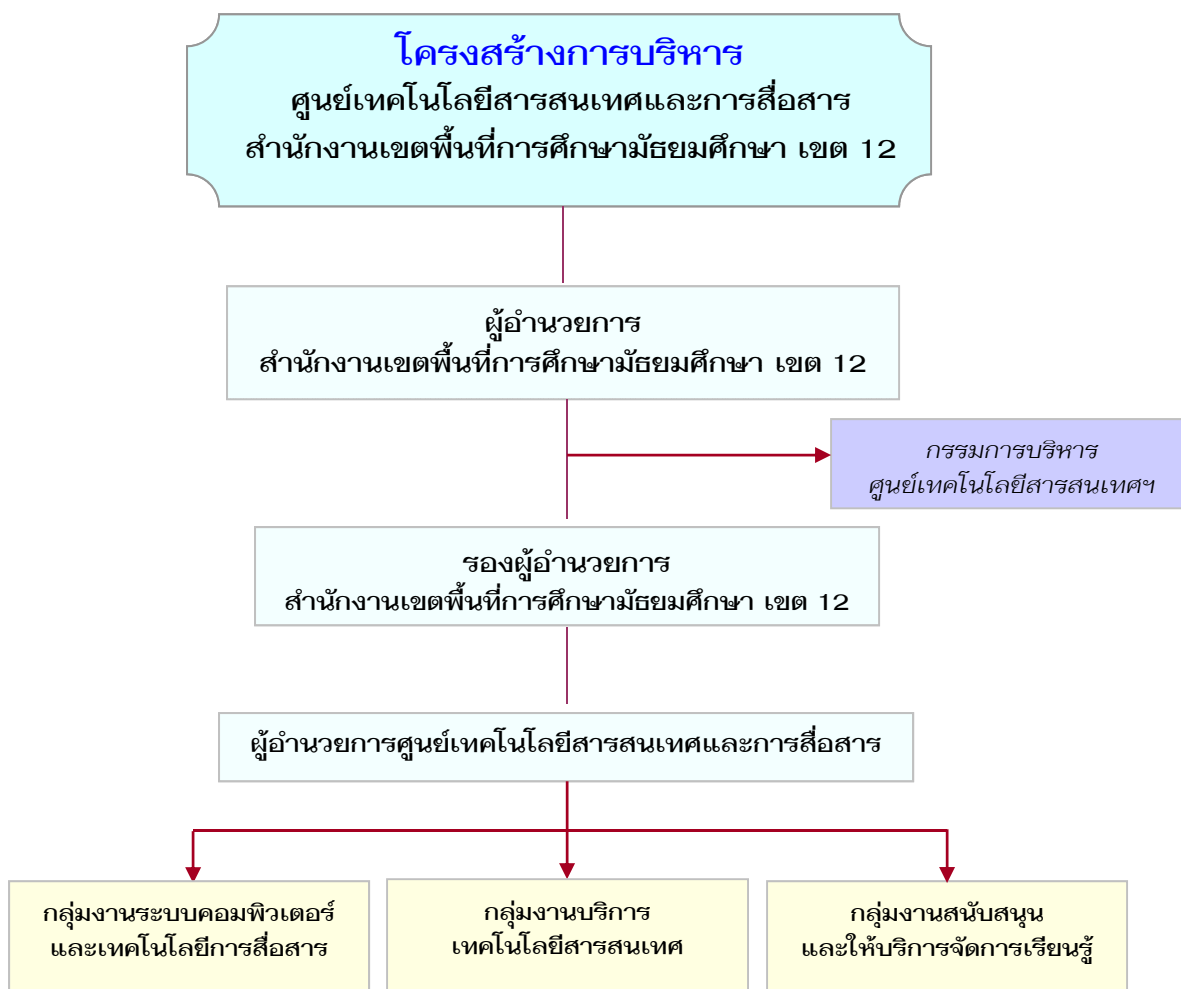 โครงสร้างการบริหาร
ศูนย์เทคโนโลยีสารสนเทศและการสื่อสาร
สำนักงานเขตพื้นที่การศึกษามัธยมศึกษา เขต 12
ผู้อำนวยการ
สำนักงานเขตพื้นที่การศึกษามัธยมศึกษา เขต 12
กรรมการบริหาร
ศูนย์เทคโนโลยีสารสนเทศฯ
รองผู้อำนวยการ
สำนักงานเขตพื้นที่การศึกษามัธยมศึกษา เขต 12
ผู้อำนวยการศูนย์เทคโนโลยีสารสนเทศและการสื่อสาร
กลุ่มงานระบบคอมพิวเตอร์
และเทคโนโลยีการสื่อสาร
กลุ่มงานบริการ
เทคโนโลยีสารสนเทศ
กลุ่มงานสนับสนุน
และให้บริการจัดการเรียนรู้